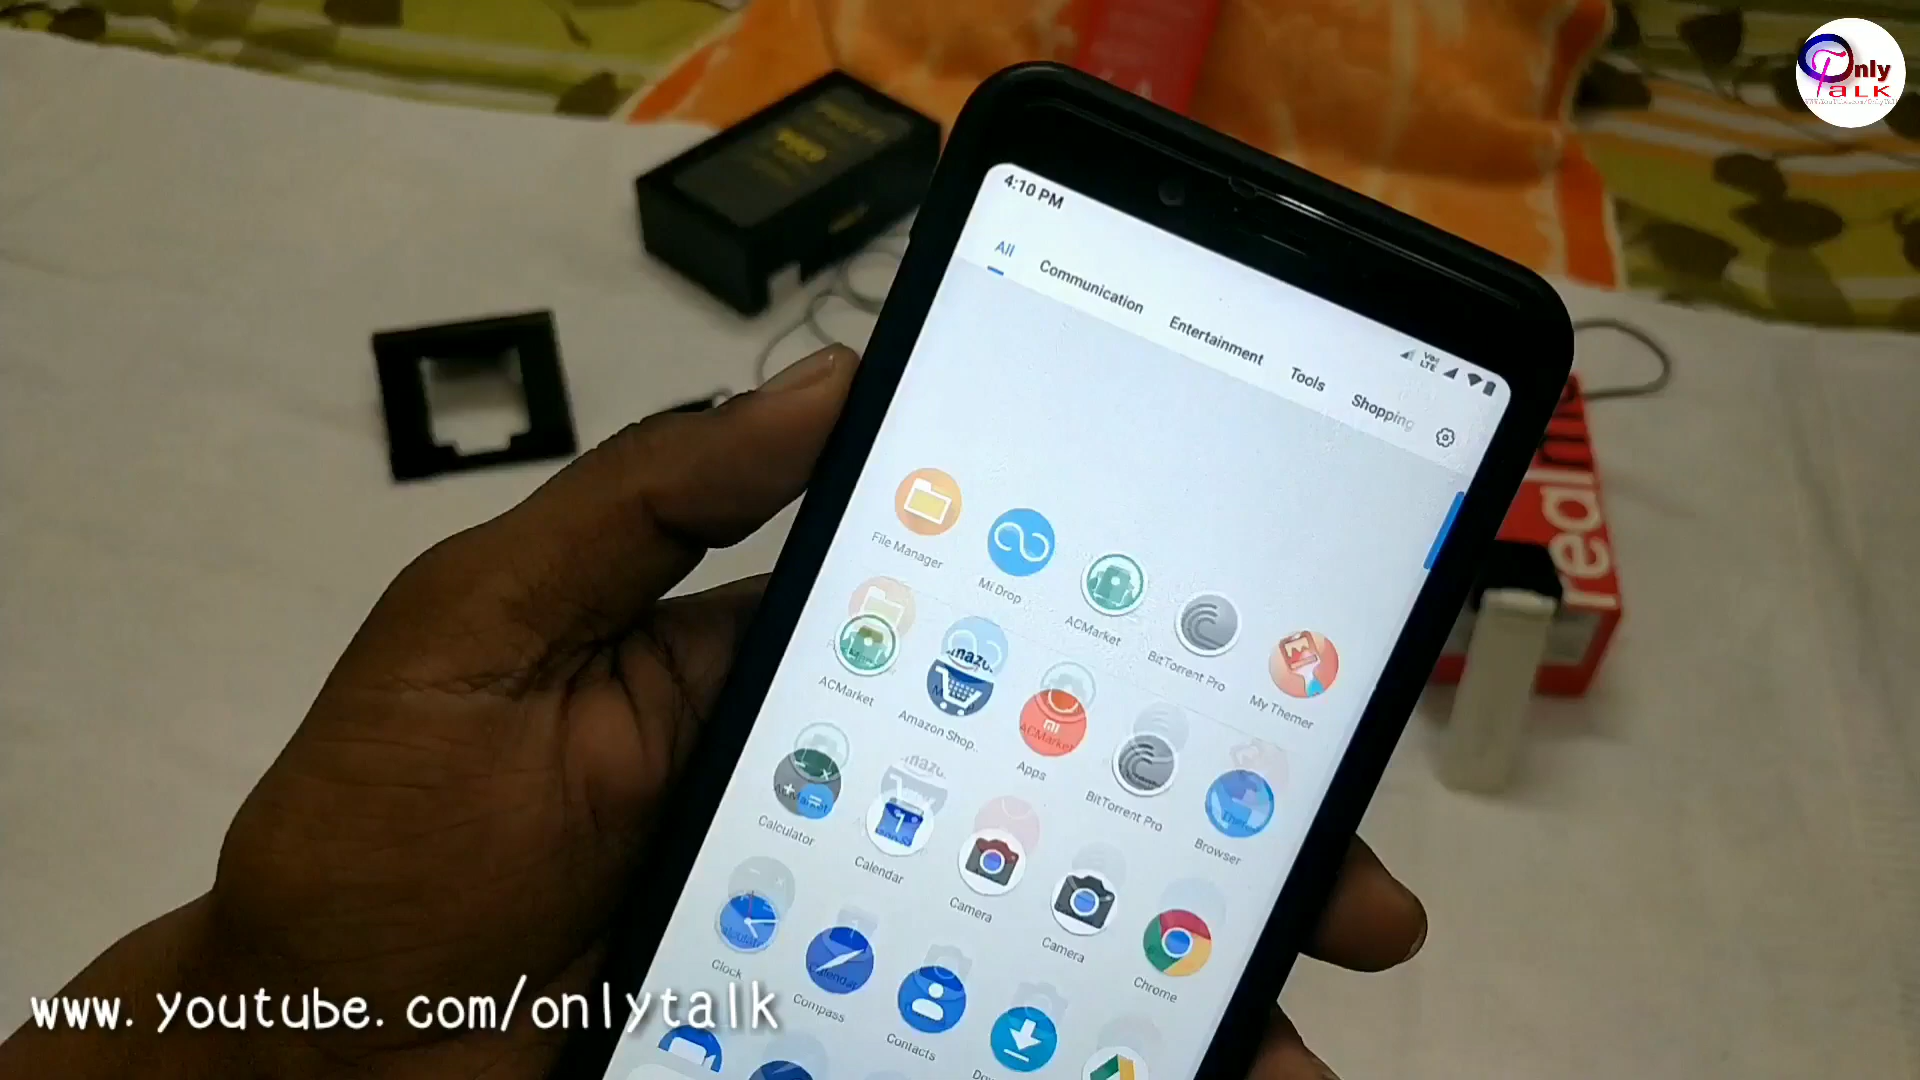 Only
TALK
4:10 PM
All
Communication
Entertainment
Tools
Shopping
Vo
LTE
File Manager
Mi Drop
ACMarket
BitTorrent Pro
My Themer
ACMarket
Amazon Shop..
Apps
BitTorrent Pro
Browser
Calculator
Calendar
Camera
Camera
Chrome
Clock
Compass
Contacts
realme
www. youtube. com/onlytalk